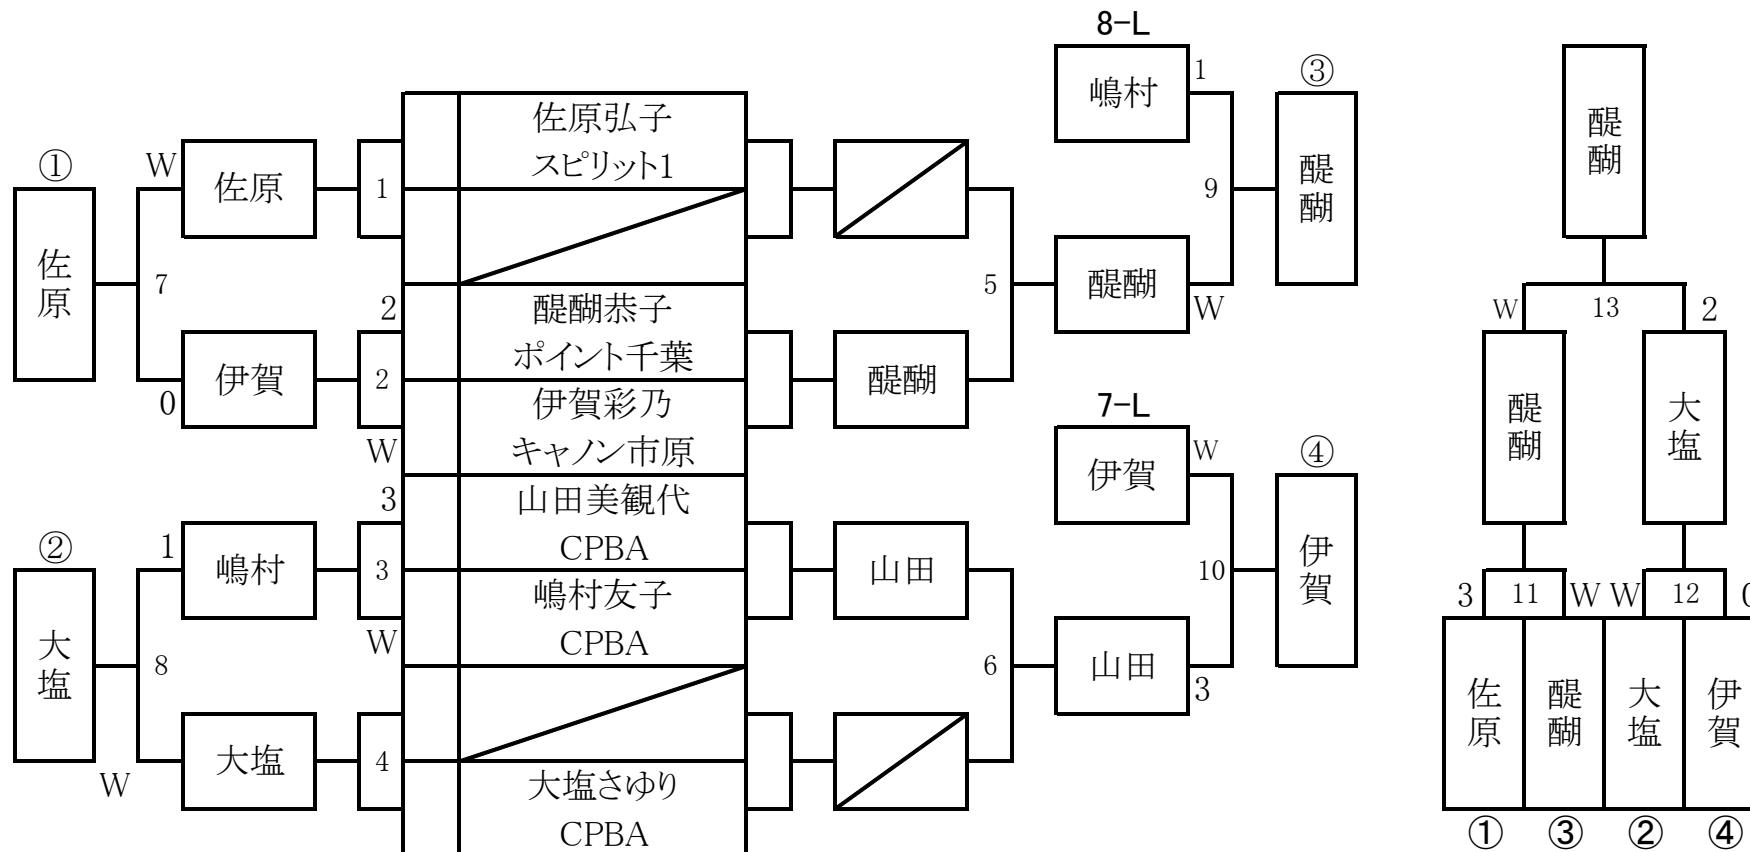 8-L
嶋村
1
③
醍醐
9
醍醐
W
5
①
佐原
W
佐原
1
7
伊賀
0
2
2
W
佐原弘子
スピリット1
醍醐恭子
ポイント千葉
伊賀彩乃
キャノン市原
山田美観代
CPBA
嶋村友子
CPBA
大塩さゆり
CPBA
醍醐
7-L
伊賀
W
④
伊賀
10
山田
3
6
山田
②
大塩
1
嶋村
3
3
W
8
大塩
W
4
醍醐
W
13
2
醍醐
大塩
3
11
W
W
12
0
佐原
醍醐
大塩
伊賀
①
③
②
④